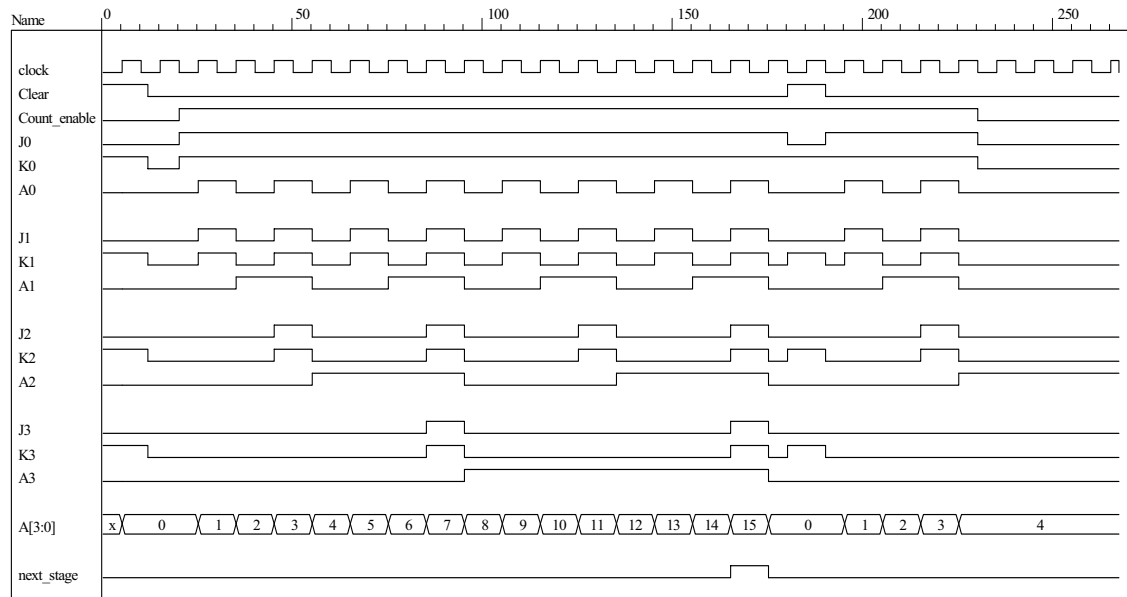 Name 0 50 100 150 200 250
clock
Clear
Count_enable
J0
K0
A0
J1
K1
A1
J2
K2
A2
J3
K3
A3
A[3:0] x 0 1 2 3 4 5 6 7 8 9 10 11 12 13 14 15 0 1 2 3 4
next_stage